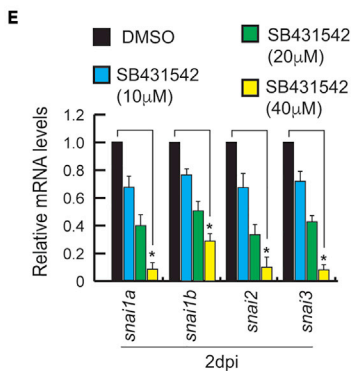 E
DMSO
SB431542
(10μM)
SB431542
(20μM)
SB431542
(40μM)
Relative mRNA levels
1.2
1.0
0.8
0.6
0.4
0.2
0
*
*
*
*
snai1a
snai1b
snai2
snai3
2dpi